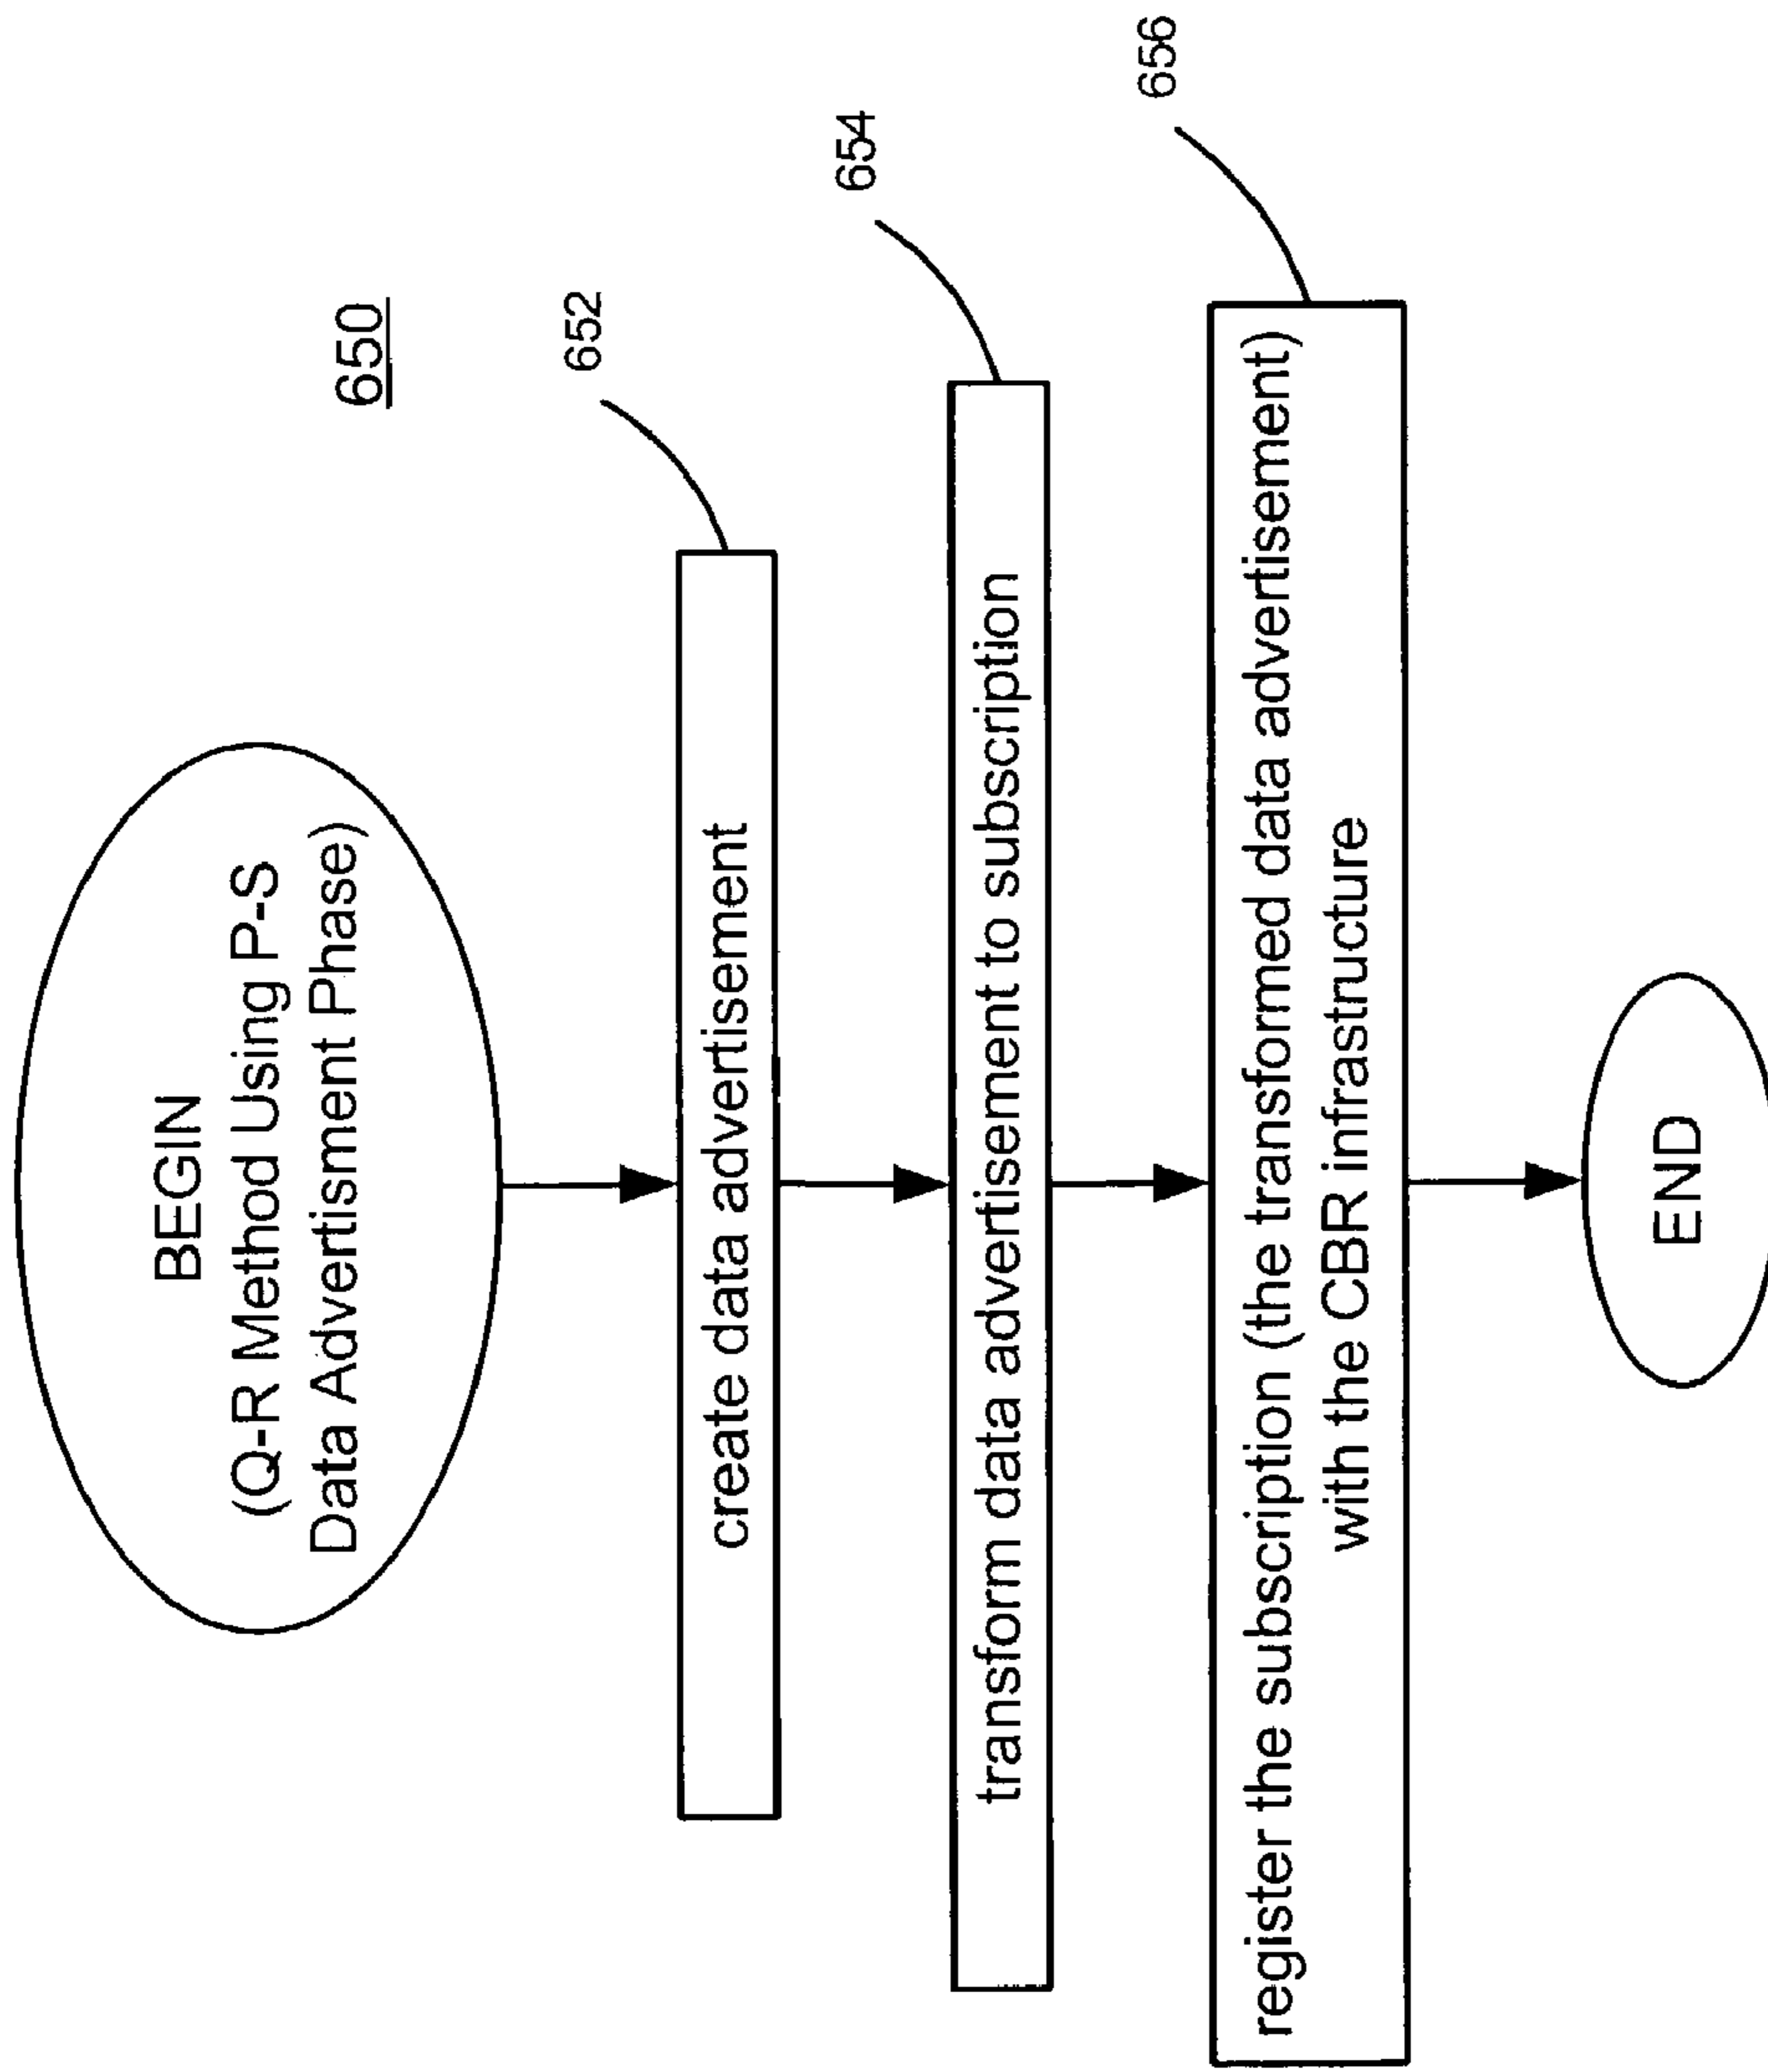 650
BEGIN
(Q-R Method Using P-S
Data Advertisment Phase)
652
create data advertisement
654
transform data advertisement to subscription
656
register the subscription (the transformed data advertisement)
with the CBR infrastructure
END